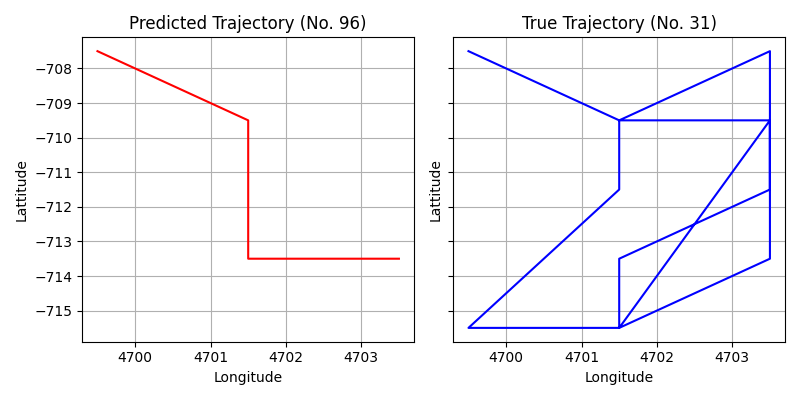 Predicted Trajectory (No. 96)
True Trajectory (No. 31)
Lattitude
−708
−709
−710
−711
−712
−713
−714
−715
4700 4701 4702 4703
Longitude
Lattitude
4700 4701 4702 4703
Longitude